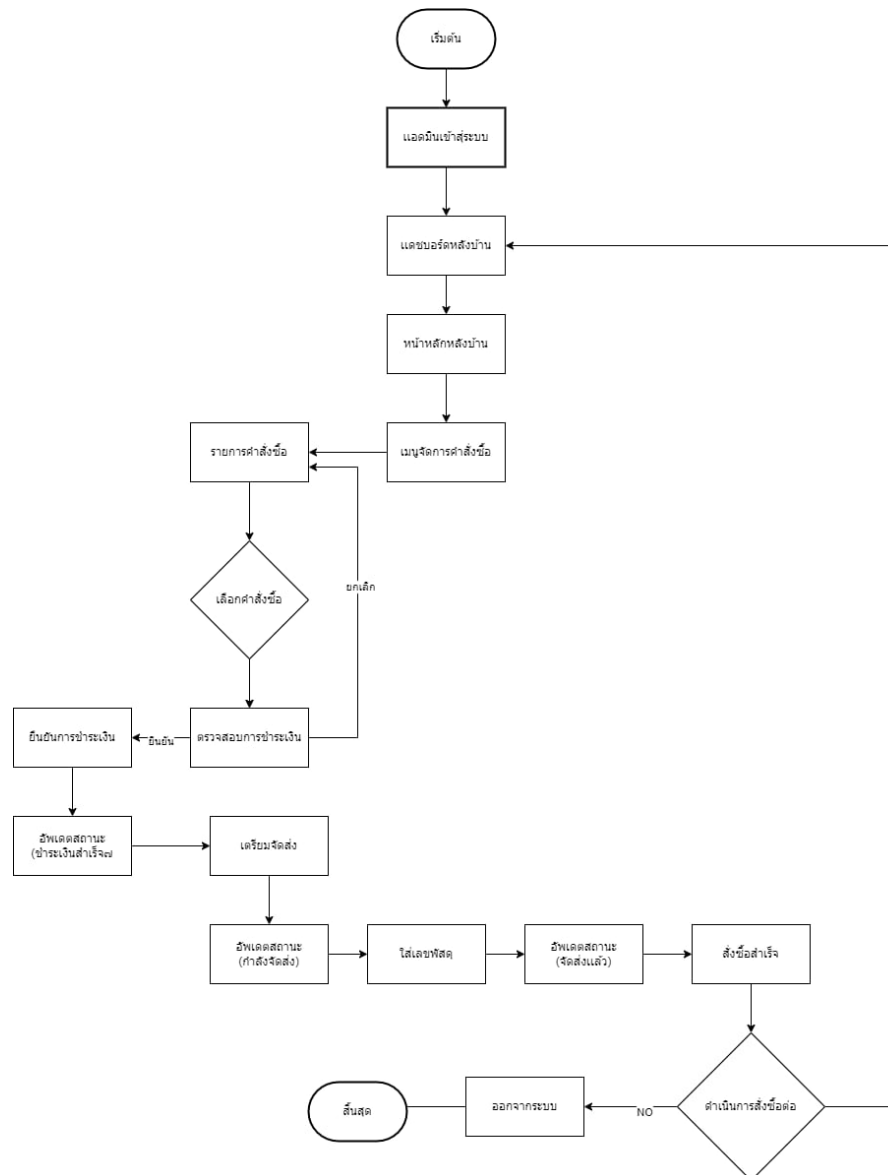 เริ่มต้น
แอดมินเข้าสู่ระบบ
แดชบอร์ดหลังบ้าน
หน้าหลักหลังบ้าน
รายการคำสั่งซื้อ
เมนูจัดการคำสั่งซื้อ
ยกเลิก
เลือกคำสั่งซื้อ
ยืนยันการชำระเงิน
ยืนยัน
ตรวจสอบการชำระเงิน
อัพเดตสถานะ
(ชำระเงินสำเร็จ๗
เตรียมจัดส่ง
อัพเดตสถานะ
(กำลังจัดส่ง)
ใส่เลขพัสดุ
อัพเดตสถานะ
(จัดส่งแล้ว)
สั่งซื้อสำเร็จ
สิ้นสุด
ออกจากระบบ
NO
ดำเนินการสั่งซื้อต่อ